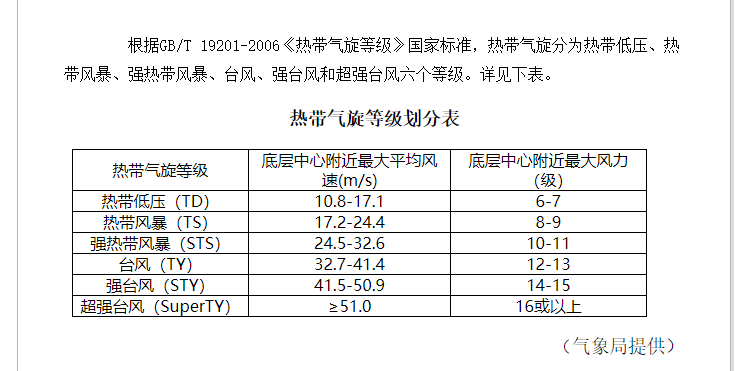 根据GB/T 19201-2006《热带气旋等级》国家标准，热带气旋分为热带低压、热
带风暴、强热带风暴、台风、强台风和超强台风六个等级。详见下表。
热带气旋等级划分表
热带气旋等级 底层中心附近最大平均风速(m/s) 底层中心附近最大风力（级）
热带低压（TD） 10.8-17.1 6-7
热带风暴（TS） 17.2-24.4 8-9
强热带风暴（STS） 24.5-32.6 10-11
台风（TY） 32.7-41.4 12-13
强台风（STY） 41.5-50.9 14-15
超强台风（SuperTY） ≥51.0 16或以上
（气象局提供）